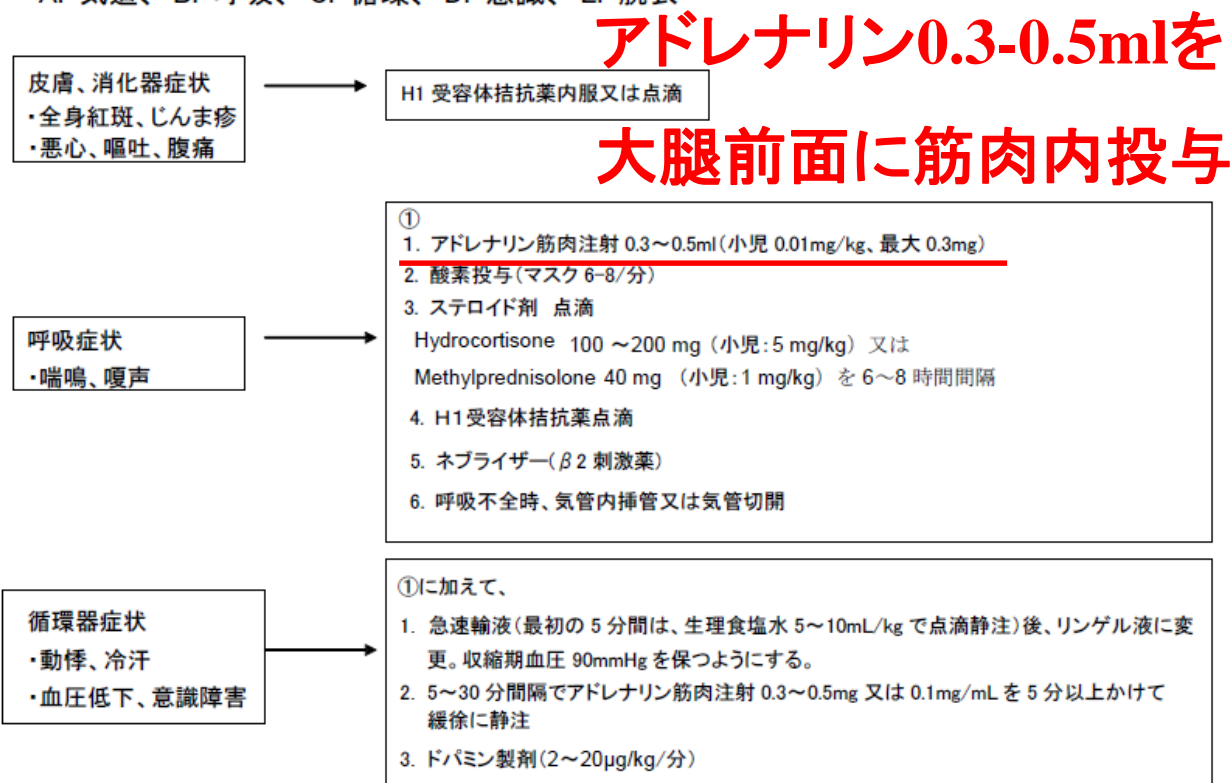 アドレナリン0.3-0.5mlを
大腿前面に筋肉内投与
皮膚、消化器症状
・全身紅斑、じんま疹
・悪心、嘔吐、腹痛
H1 受容体拮抗薬内服又は点滴
呼吸症状
・喘鳴、嗄声
①
1. アドレナリン筋肉注射 0.3～0.5ml(小児 0.01mg/kg、最大 0.3mg)
2. 酸素投与(マスク 6-8/分)
3. ステロイド剤 点滴
Hydrocortisone 100 ～200 mg (小児:5 mg/kg) 又は
Methylprednisolone 40 mg (小児:1 mg/kg) を 6～8 時間間隔
4. H1受容体拮抗薬点滴
5. ネブライザー(β2 刺激薬)
6. 呼吸不全時、気管内挿管又は気管切開
循環器症状
・動悸、冷汗
・血圧低下、意識障害
①に加えて、
1. 急速輸液(最初の 5 分間は、生理食塩水 5～10mL/kg で点滴静注)後、リンゲル液に変
更。収縮期血圧 90mmHg を保つようにする。
2. 5～30 分間隔でアドレナリン筋肉注射 0.3～0.5mg 又は 0.1mg/mL を 5 分以上かけて
緩徐に静注
3. ドパミン製剤(2～20μg/kg/分)